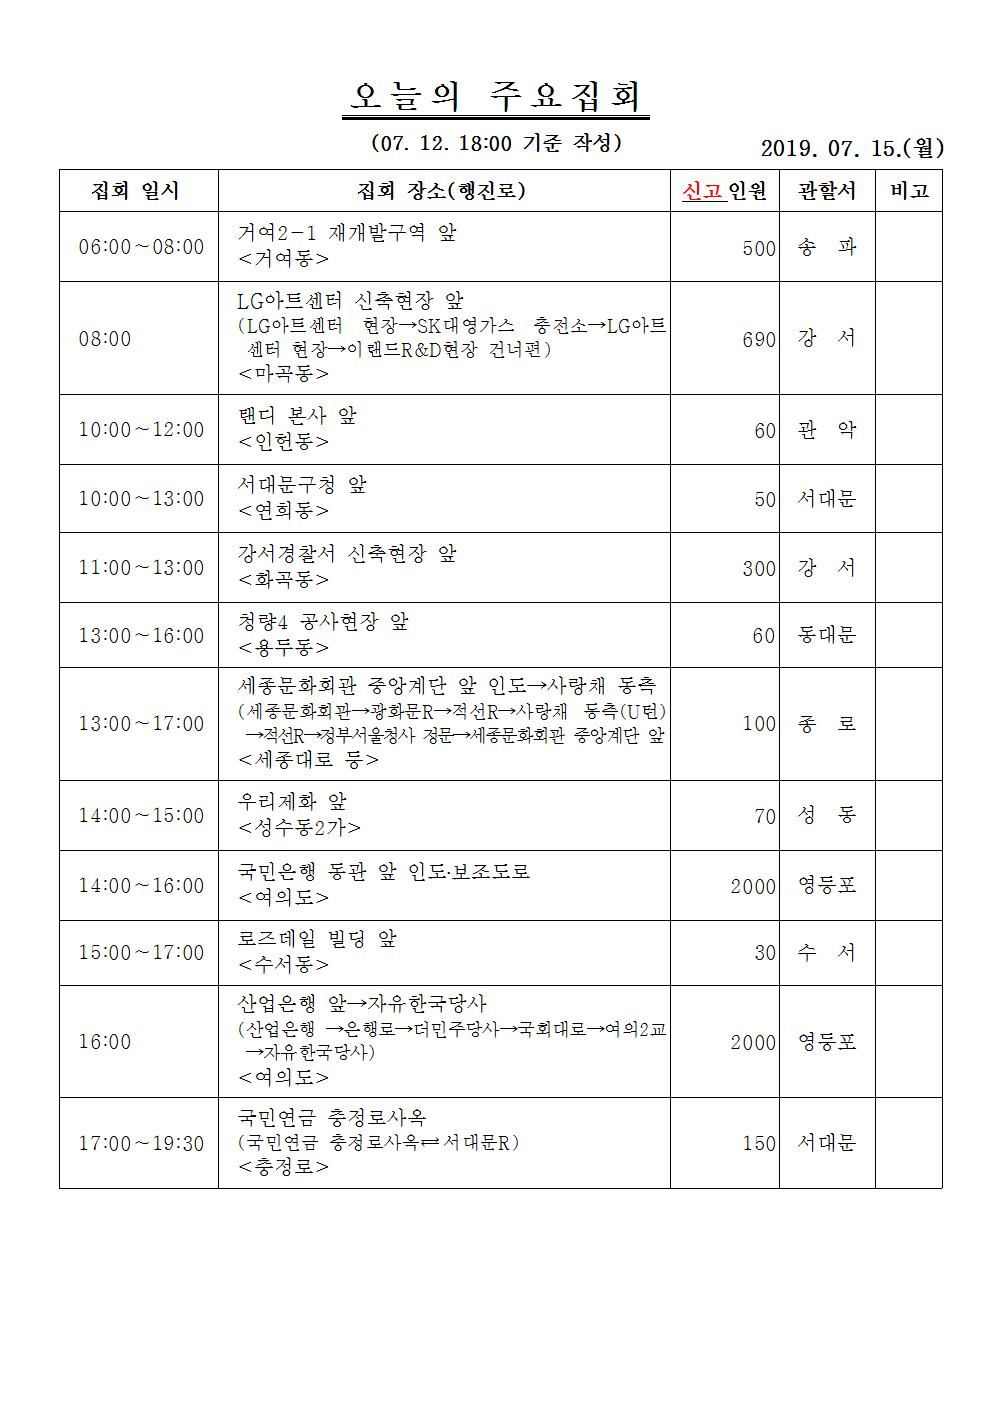 오늘의 주요집회
(07. 12. 18:00 기준 작성)
2019. 07. 15.(월)
집회 일시 집회 장소(행진로) 신고인원 관할서 비고
06:00~08:00 거여2-1 재개발구역 앞 500 송 파
<거여동>
08:00 LG아트센터 신축현장 앞 690 강 서
(LG아트센터 현장→SK대영가스 충전소→LG아트
센터 현장→이랜드R&D현장 건너편)
<마곡동>
10:00~12:00 탠디 본사 앞 60 관 악
<인헌동>
10:00~13:00 서대문구청 앞 50 서대문
<연희동>
11:00~13:00 강서경찰서 신축현장 앞 300 강 서
<화곡동>
13:00~16:00 청량4 공사현장 앞 60 동대문
<용두동>
13:00~17:00 세종문화회관 중앙계단 앞 인도→사랑채 동측 100 종 로
(세종문화회관→광화문R→적선R→사랑채 동측(U턴)
→적선R→정부서울청사 정문→세종문화회관 중앙계단 앞
<세종대로 등>
14:00~15:00 우리제화 앞 70 성 동
<성수동2가>
14:00~16:00 국민은행 동관 앞 인도·보조도로 2000 영등포
<여의도>
15:00~17:00 로즈데일 빌딩 앞 30 수 서
<수서동>
16:00 산업은행 앞→자유한국당사 2000 영등포
(산업은행 →은행로→더민주당사→국회대로→여의2교
→자유한국당사)
<여의도>
17:00~19:30 국민연금 충정로사옥 150 서대문
(국민연금 충정로사옥⇄서대문R)
<충정로>